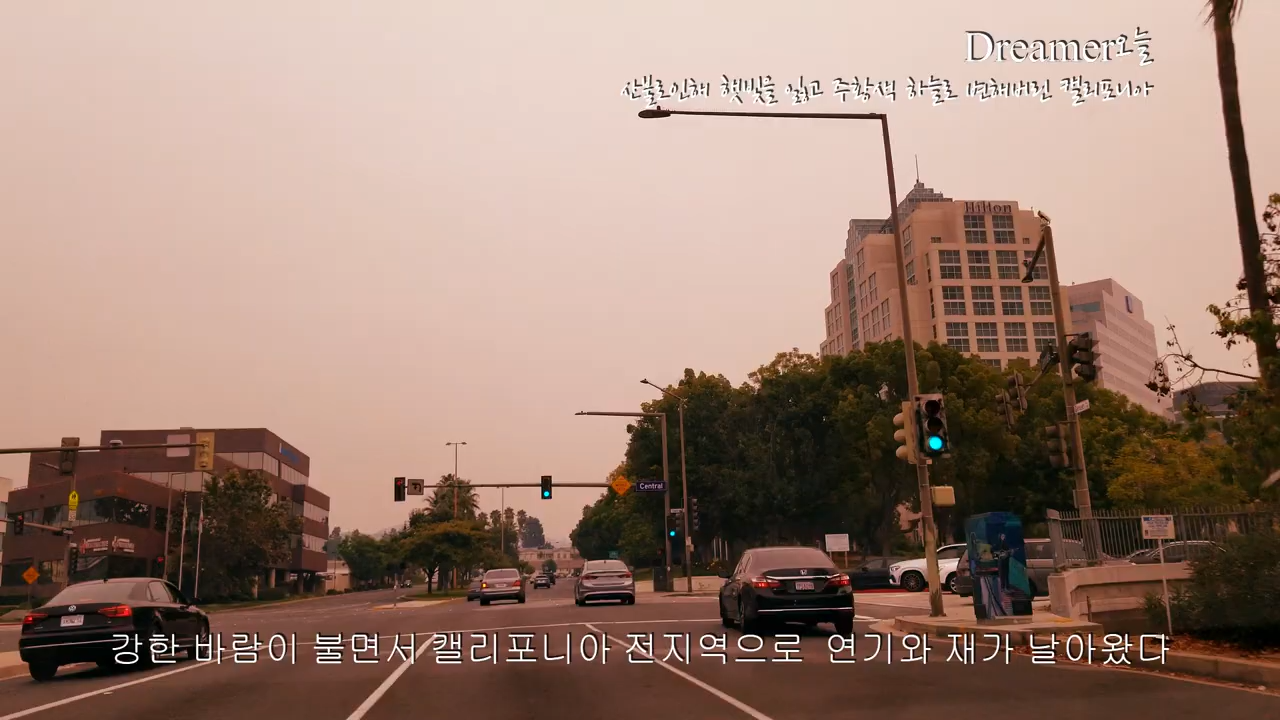 Dreamer오늘
산불로인해 햇빛을 잃고 주황색 하늘로 변해버린 캘리포니아
Hilton
Central
강한 바람이 불면서 캘리포니아 전지역으로 연기와 재가 날아왔다